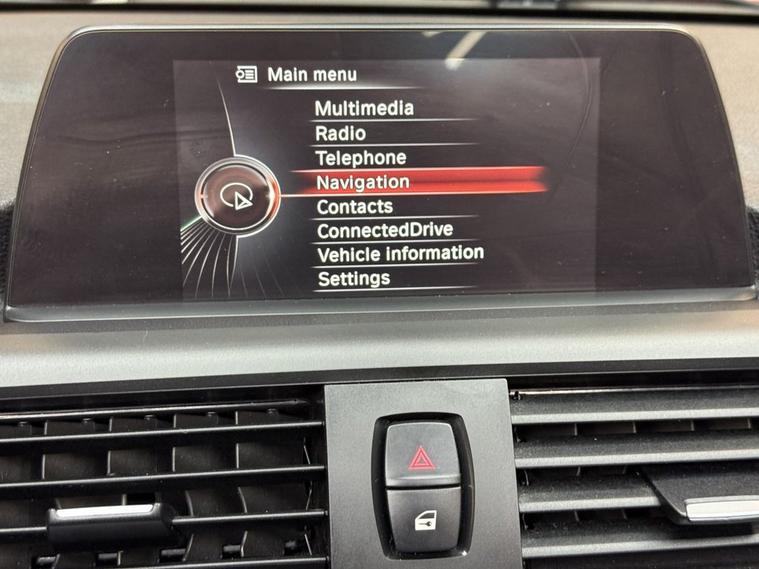 Main menu
Multimedia
Radio
Telephone
Navigation
Contacts
ConnectedDrive
Vehicle information
Settings